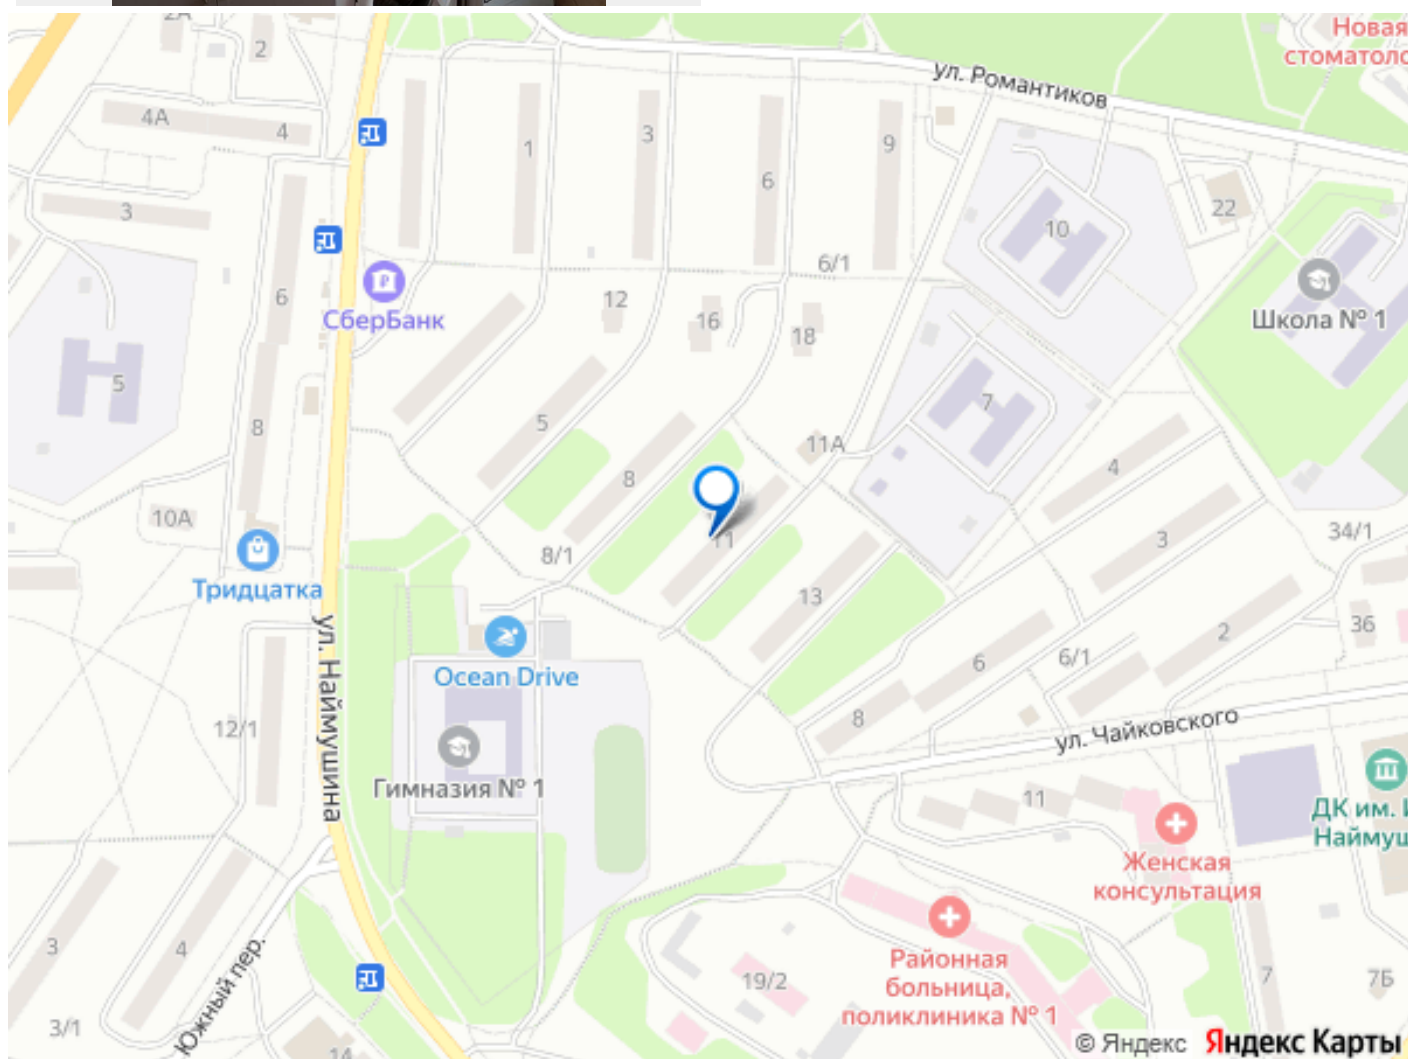 2А
2
Новая
стоматоло
ул. Романтиков
4А
4
1
3
6
9
3
10
22
6
6/1
СберБанк
12
16
18
Школа № 1
5
8
5
7
11А
8
4
10А
3
34/1
Тридцатка
8/1
11
13
ул. Наймушина
Ocean Drive
6
6/1
2
36
12/1
8
ул. Чайковского
Гимназия № 1
11
ДК им. И
Наймуш
Женская
консультация
3
4
Южный пер.
Районная
больница,
поликлиника № 1
19/2
7
7Б
3/1
14
© Яндекс Яндекс Карты